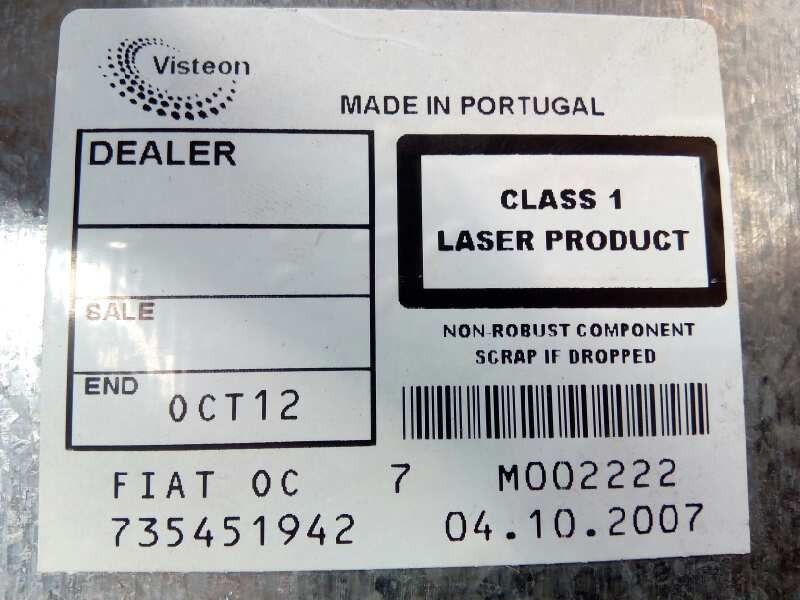 Visteon
MADE IN PORTUGAL
DEALER
CLASS 1
LASER PRODUCT
SALE
NON-ROBUST COMPONENT
SCRAP IF DROPPED
END
OCT12
FIAT OC 7 M002222
735451942 04.10.2007